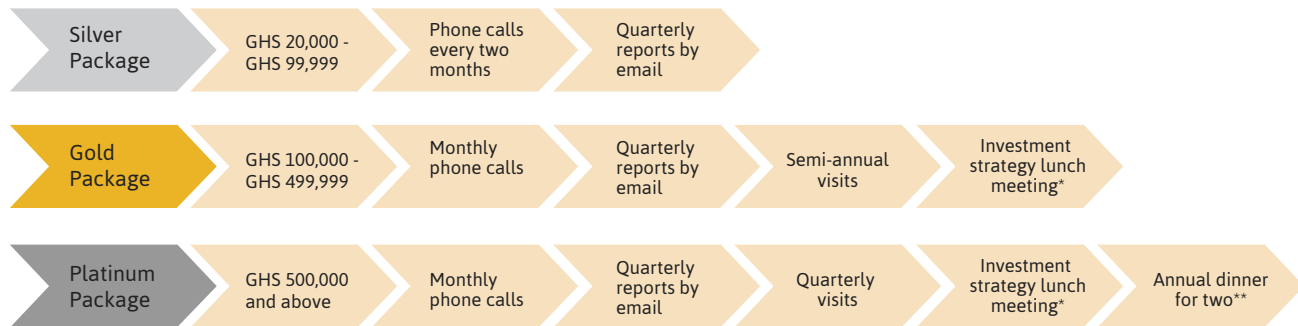 Silver
Package
GHS 20,000 -
GHS 99,999
Phone calls
every two
months
Quarterly
reports by
email
Gold
Package
GHS 100,000 -
GHS 499,999
Monthly
phone calls
Quarterly
reports by
email
Semi-annual
visits
Investment
strategy lunch
meeting*
Platinum
Package
GHS 500,000
and above
Monthly
phone calls
Quarterly
reports by
email
Quarterly
visits
Investment
strategy lunch
meeting*
Annual dinner
for two**